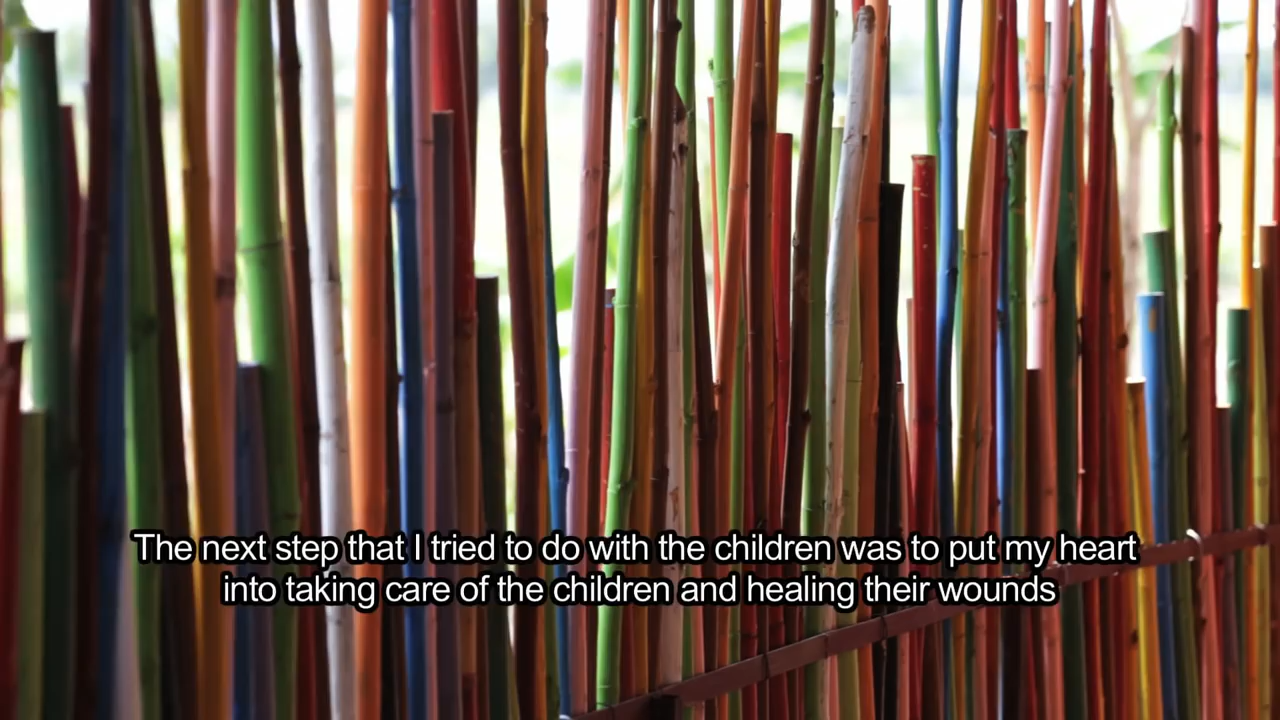 The next step that I tried to do with the children was to put my heart
into taking care of the children and healing their wounds